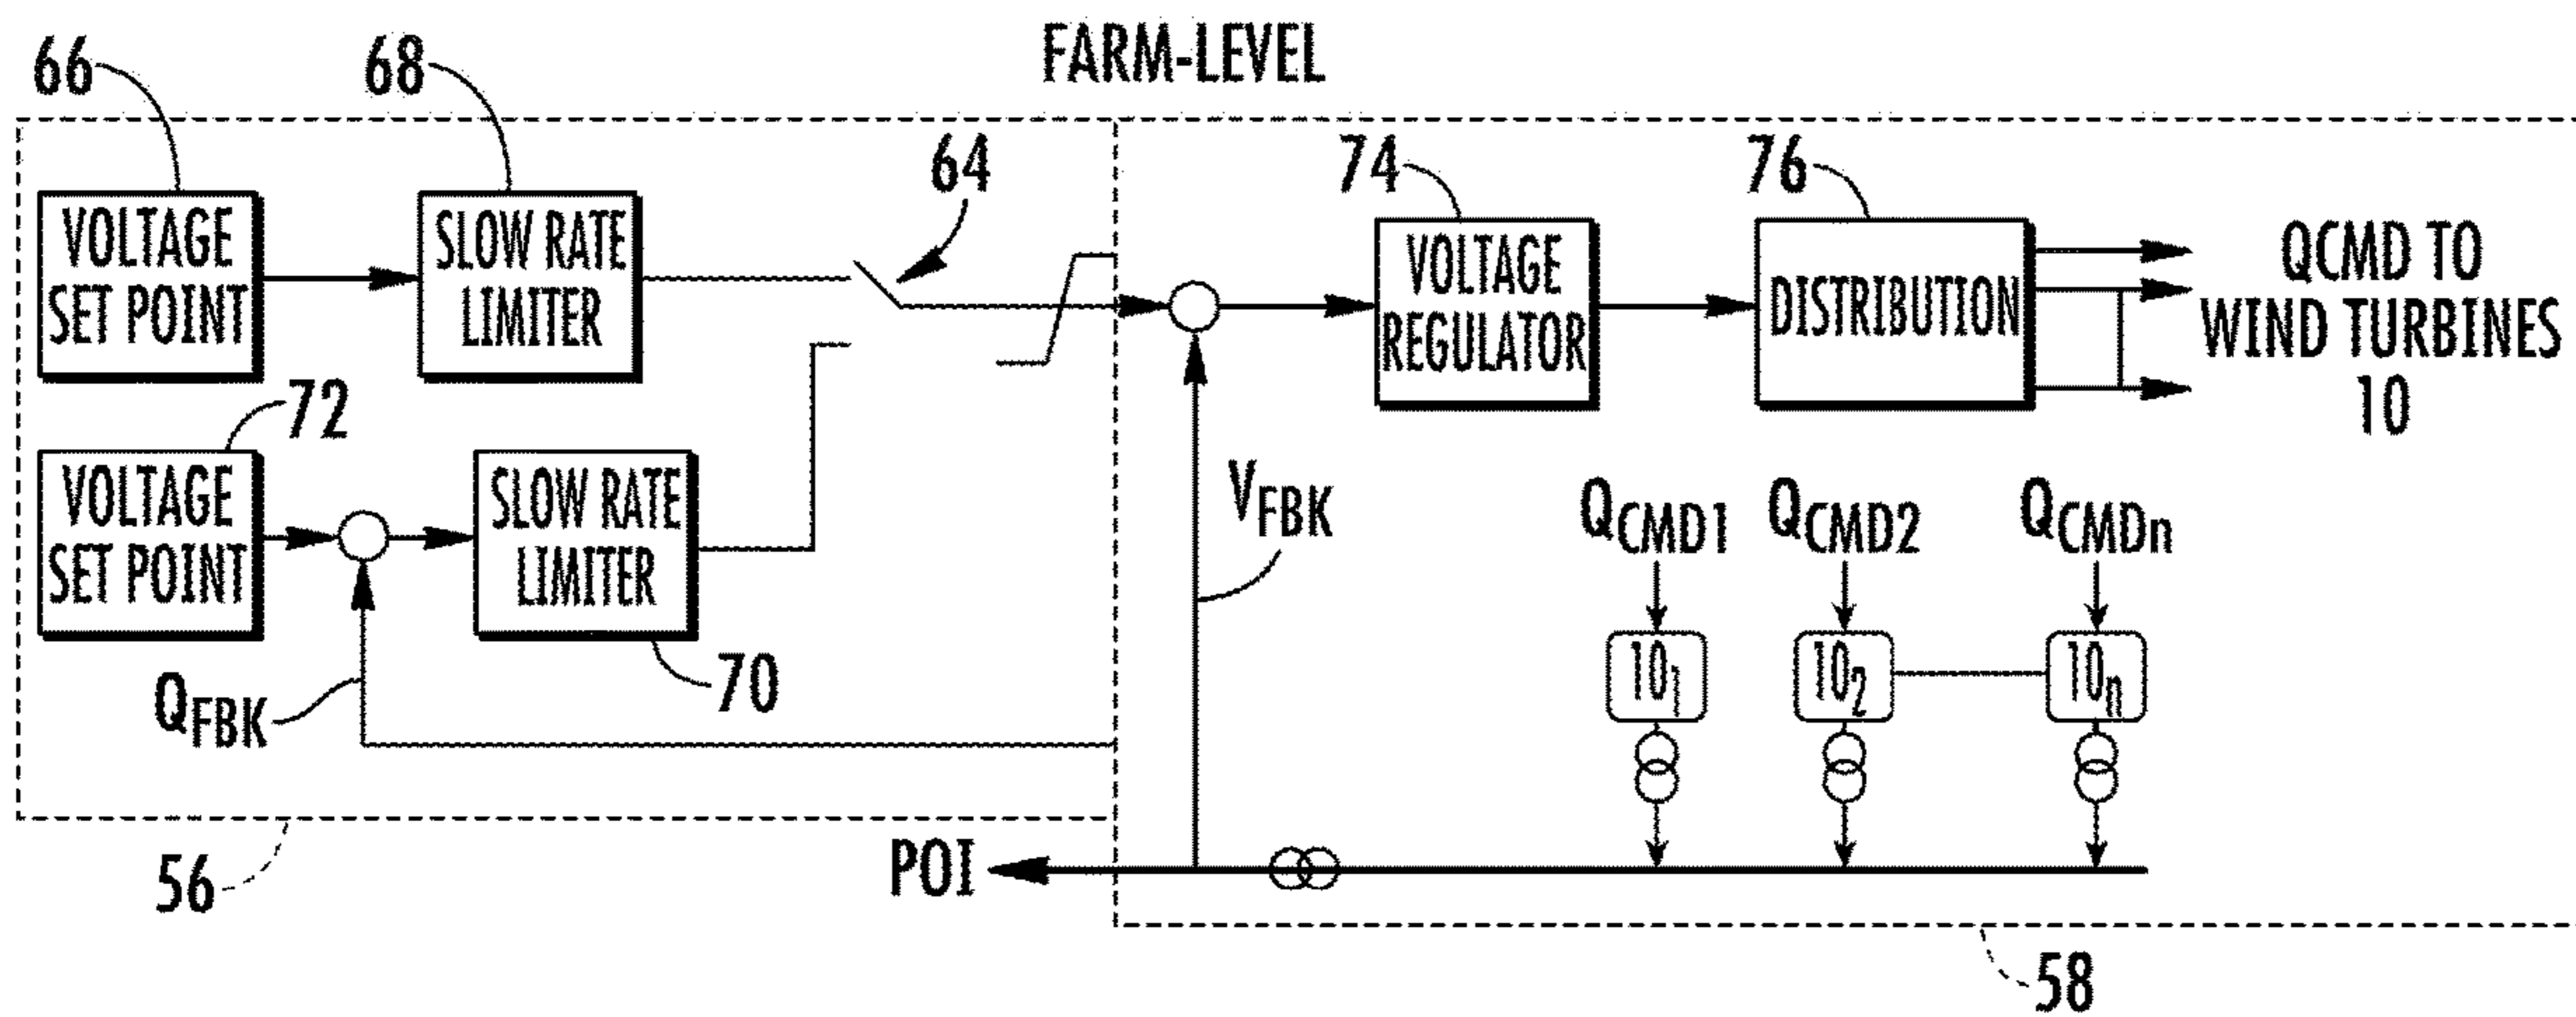 FARM-LEVEL
66
68
64
74
76
VOLTAGE
SET POINT
SLOW RATE
LIMITER
VOLTAGE
REGULATOR
DISTRIBUTION
QCMD TO
WIND TURBINES
10
72
VOLTAGE
SET POINT
SLOW RATE
LIMITER
70
QFBK
VFBK
QCMD1
QCMD2
QCMDn
101
102
10n
POI
56
58